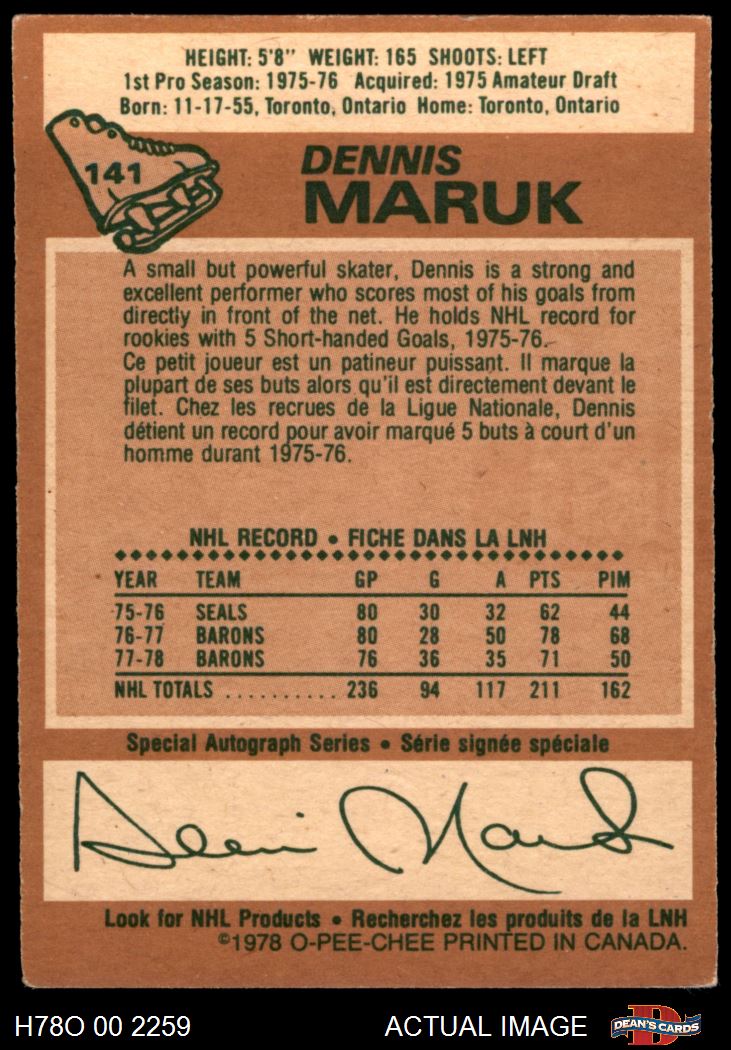 HEIGHT: 5'8" WEIGHT: 165 SHOOTS: LEFT
1st Pro Season: 1975-76 Acquired: 1975 Amateur Draft
Born: 11-17-55, Toronto, Ontario Home: Toronto, Ontario
141
DENNIS
MARUK
A small but powerful skater, Dennis is a strong and
excellent performer who scores most of his goals from
directly in front of the net. He holds NHL record for
rookies with 5 Short-handed Goals, 1975-76.
Ce petit joueur est un patineur puissant. Il marque la
plupart de ses buts alors qu'il est directement devant le
filet. Chez les recrues de la Ligue Nationale, Dennis
détient un record pour avoir marqué 5 buts à court d'un
homme durant 1975-76.
NHL RECORD • FICHE DANS LA LNH
YEAR TEAM GP G A PTS PIM
75-76 SEALS 80 30 32 62 44
76-77 BARONS 80 28 50 78 68
77-78 BARONS 76 36 35 71 50
NHL TOTALS .......... 236 94 117 211 162
Special Autograph Series • Série signée spéciale
Dennis Maruk
Look for NHL Products • Recherchez les produits de la LNH
©1978 O-PEE-CHEE PRINTED IN CANADA.
H78O 00 2259 ACTUAL IMAGE D DEAN'S CARDS